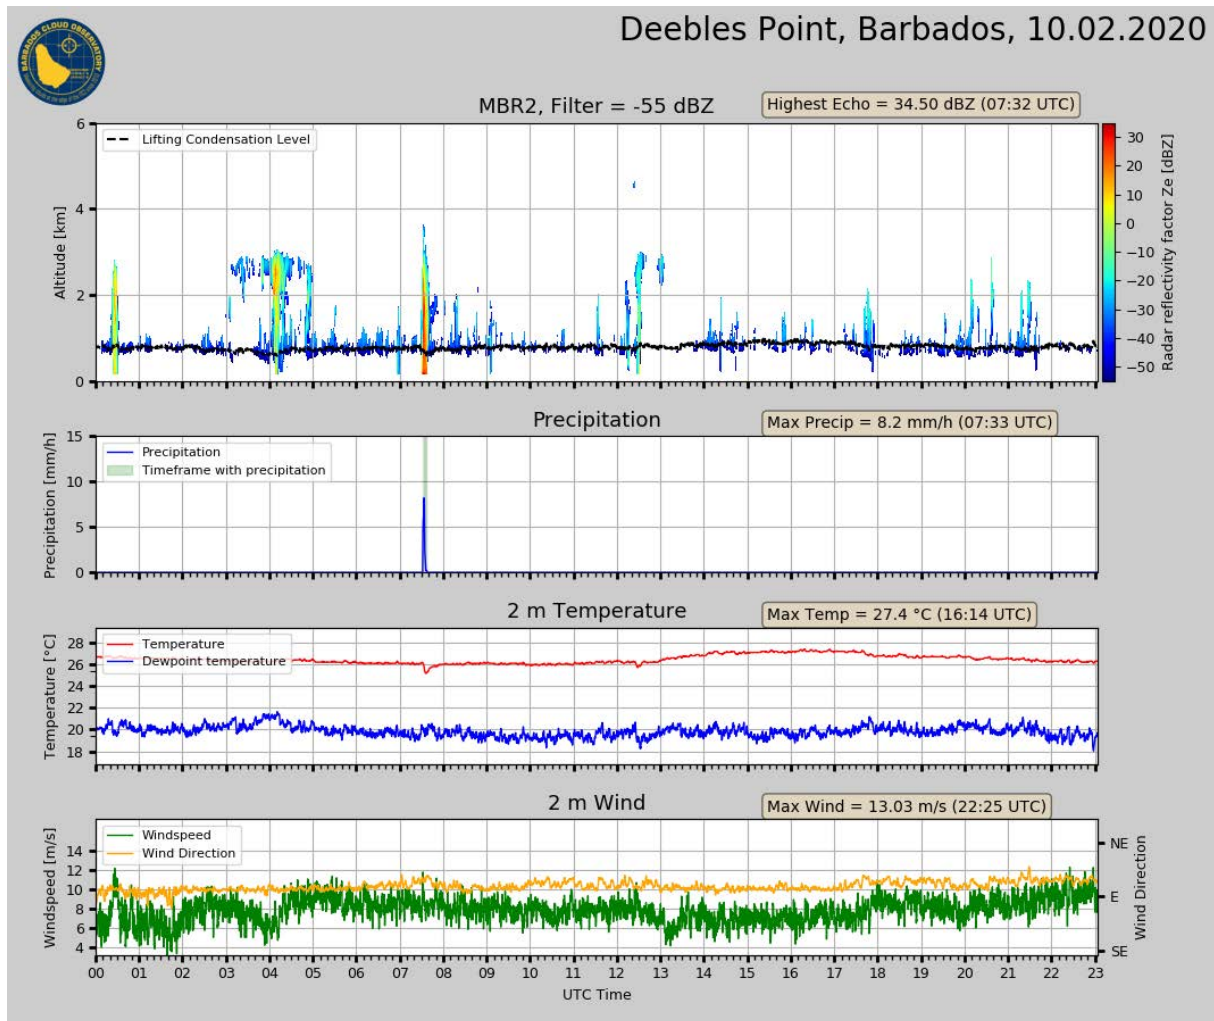 BARBADOS CLOUD OBSERVATORY
Deebles Point, Barbados, 10.02.2020
MBR2, Filter = -55 dBZ
Highest Echo = 34.50 dBZ (07:32 UTC)
Lifting Condensation Level
Altitude [km]
6
4
2
0
Radar reflectivity factor Ze [dBZ]
30
20
10
0
−10
−20
−30
−40
−50
Precipitation
Max Precip = 8.2 mm/h (07:33 UTC)
Precipitation
Timeframe with precipitation
Precipitation [mm/h]
15
10
5
0
2 m Temperature
Max Temp = 27.4 °C (16:14 UTC)
Temperature
Dewpoint temperature
Temperature [°C]
28
26
24
22
20
18
2 m Wind
Max Wind = 13.03 m/s (22:25 UTC)
Windspeed
Wind Direction
Windspeed [m/s]
14
12
10
8
6
4
NE
E
SE
Wind Direction
00 01 02 03 04 05 06 07 08 09 10 11 12 13 14 15 16 17 18 19 20 21 22 23
UTC Time